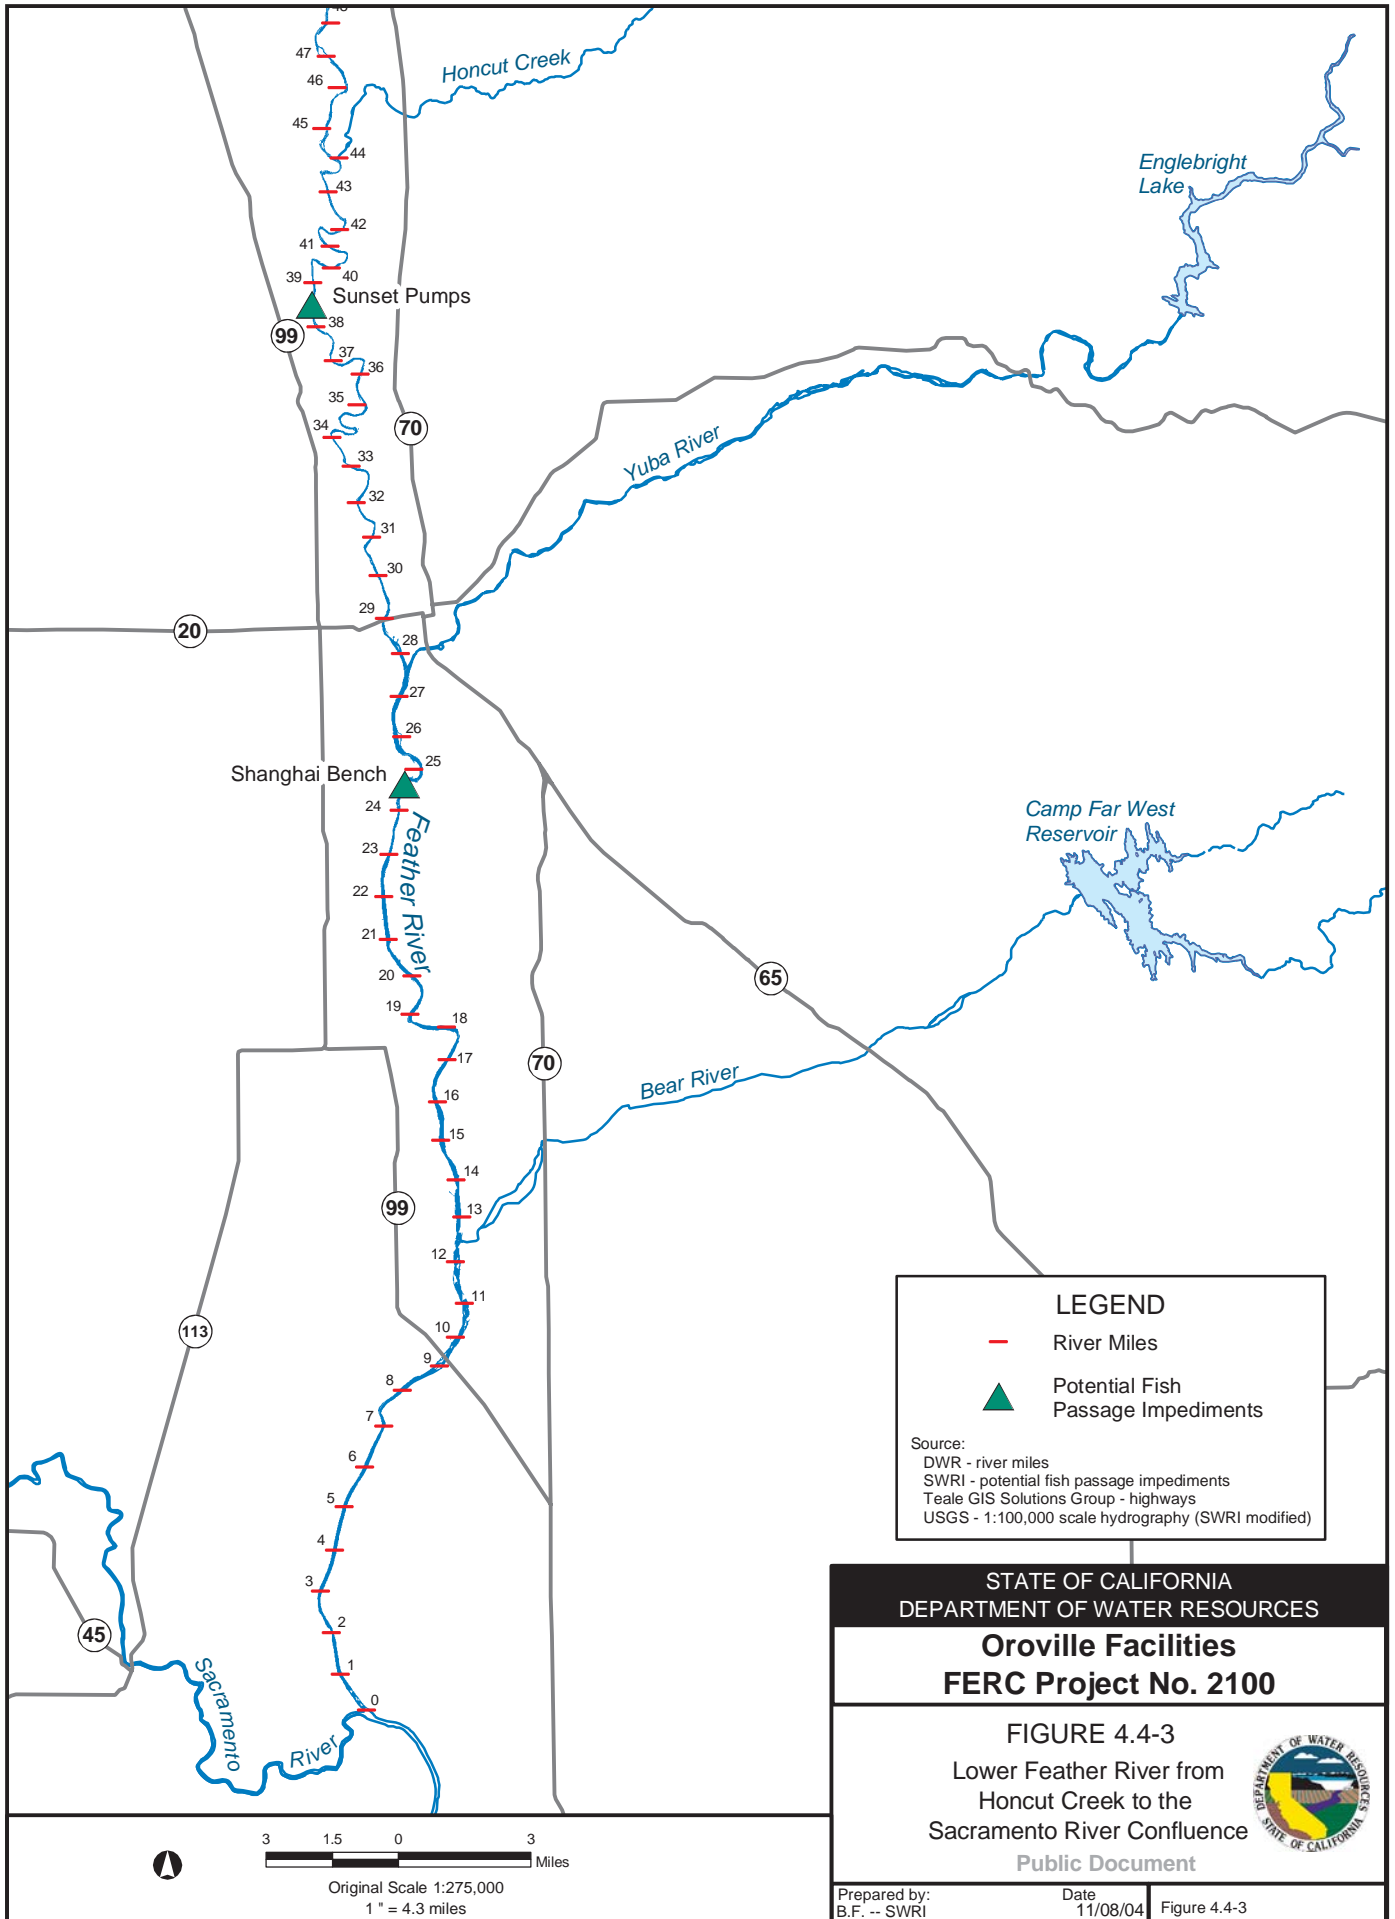 48
47
46
Honcut Creek
45
44
43
42
41
40
39
Sunset Pumps
38
99
37
36
35
34
70
33
32
31
30
29
20
28
27
26
25
Shanghai Bench
24
23
22
21
20
19
18
17
16
15
14
13
12
11
10
9
8
7
6
5
4
3
2
1
0
Englebright
Lake
Yuba River
Feather River
Camp Far West
Reservoir
65
70
Bear River
99
113
45
Sacramento
River
LEGEND
River Miles
Potential Fish
Passage Impediments
Source:
DWR - river miles
SWRI - potential fish passage impediments
Teale GIS Solutions Group - highways
USGS - 1:100,000 scale hydrography (SWRI modified)
STATE OF CALIFORNIA
DEPARTMENT OF WATER RESOURCES
Oroville Facilities
FERC Project No. 2100
FIGURE 4.4-3
Lower Feather River from
Honcut Creek to the
Sacramento River Confluence
Public Document
DEPARTMENT OF WATER RESOURCES
STATE OF CALIFORNIA
Prepared by:
B.F. -- SWRI
Date
11/08/04
Figure 4.4-3
3 1.5 0 3
Miles
Original Scale 1:275,000
1 " = 4.3 miles